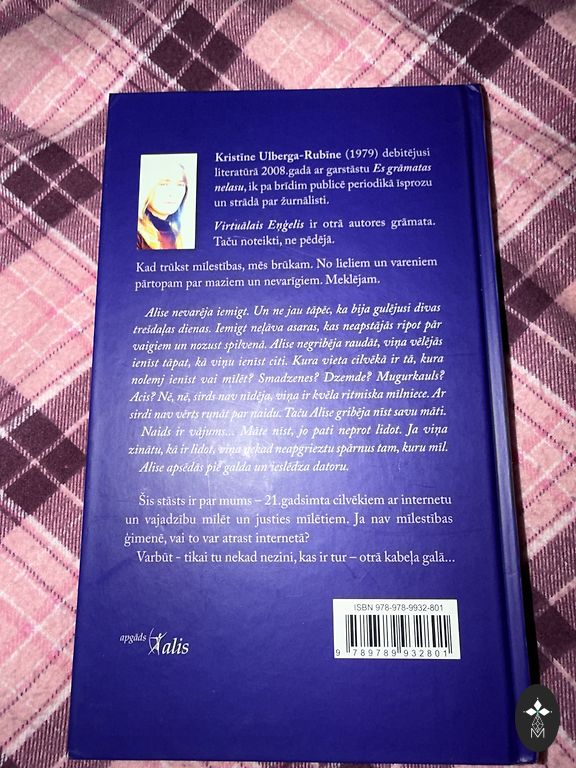 Kristīne Ulberga-Rubīne (1979) debitējusi
literatūrā 2008.gadā ar garstāstu Es grāmatas
nelasu, ik pa brīdim publicē periodikā īsprozu
un strādā par žurnālisti.
Virtuālais Eņģelis ir otrā autores grāmata.
Taču noteikti, ne pēdējā.
Kad trūkst mīlestības, mēs brūkam. No lieliem un vareniem
pārtopam par maziem un nevarīgiem. Meklējam.
Alise nevarēja iemigt. Un ne jau tāpēc, ka bija gulējusi divas
trešdaļas dienas. Iemigt neļāva asaras, kas neapstājās ripot pār
vaigiem un nozust spilvenā. Alise negribēja raudāt, viņa vēlējās
ienīst tāpat, kā viņu ienīst citi. Kura vieta cilvēkā ir tā, kura
nolemj ienīst vai mīlēt? Smadzenes? Dzemde? Mugurkauls?
Acis? Nē, nē, sirds nav nīdēja, viņa ir kvēla ritmiska mīlniece. Ar
sirdi nav vērts runāt par naidu. Taču Alise gribēja nīst savu māti.
Naids ir vājums... Māte nīst, jo pati neprot lidot. Ja viņa
zinātu, kā ir lidot, viņa nekad neapgrieztu spārnus tam, kuru mīl.
Alise apsēdās pie galda un ieslēdza datoru.
Šis stāsts ir par mums – 21.gadsimta cilvēkiem ar internetu
un vajadzību mīlēt un justies mīlētiem. Ja nav mīlestības
ģimenē, vai to var atrast internetā?
Varbūt - tikai tu nekad nezini, kas ir tur – otrā kabeļa galā...
ISBN 978-978-9932-801
9 789789 932801
apgāds
alis
M